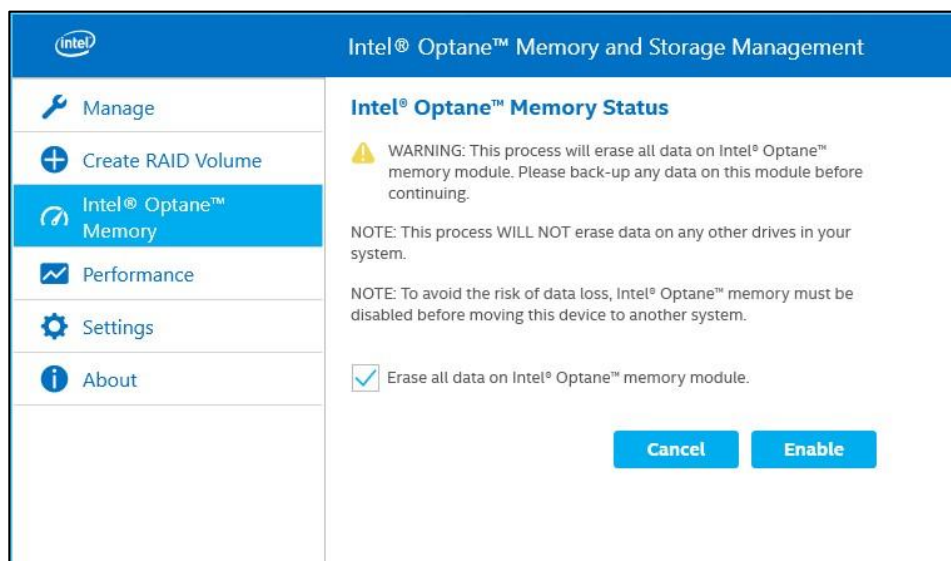 intel
Intel® Optane™ Memory and Storage Management
Manage
Create RAID Volume
Intel® Optane™
Memory
Performance
Settings
About
Intel® Optane™ Memory Status
WARNING: This process will erase all data on Intel® Optane™
memory module. Please back-up any data on this module before
continuing.
NOTE: This process WILL NOT erase data on any other drives in your
system.
NOTE: To avoid the risk of data loss, Intel® Optane™ memory must be
disabled before moving this device to another system.
Erase all data on Intel® Optane™ memory module.
Cancel
Enable